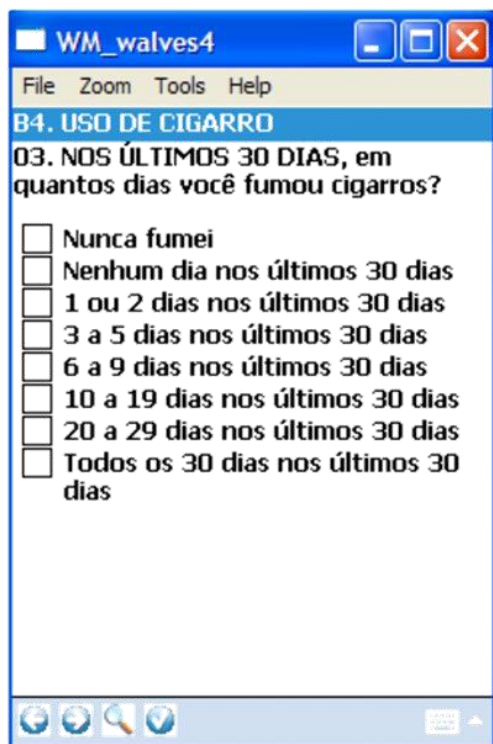 WM_walves4
File Zoom Tools Help
B4. USO DE CIGARRO
03. NOS ÚLTIMOS 30 DIAS, em
quantos dias você fumou cigarros?
Nunca fumei
Nenhum dia nos últimos 30 dias
1 ou 2 dias nos últimos 30 dias
3 a 5 dias nos últimos 30 dias
6 a 9 dias nos últimos 30 dias
10 a 19 dias nos últimos 30 dias
20 a 29 dias nos últimos 30 dias
Todos os 30 dias nos últimos 30
dias